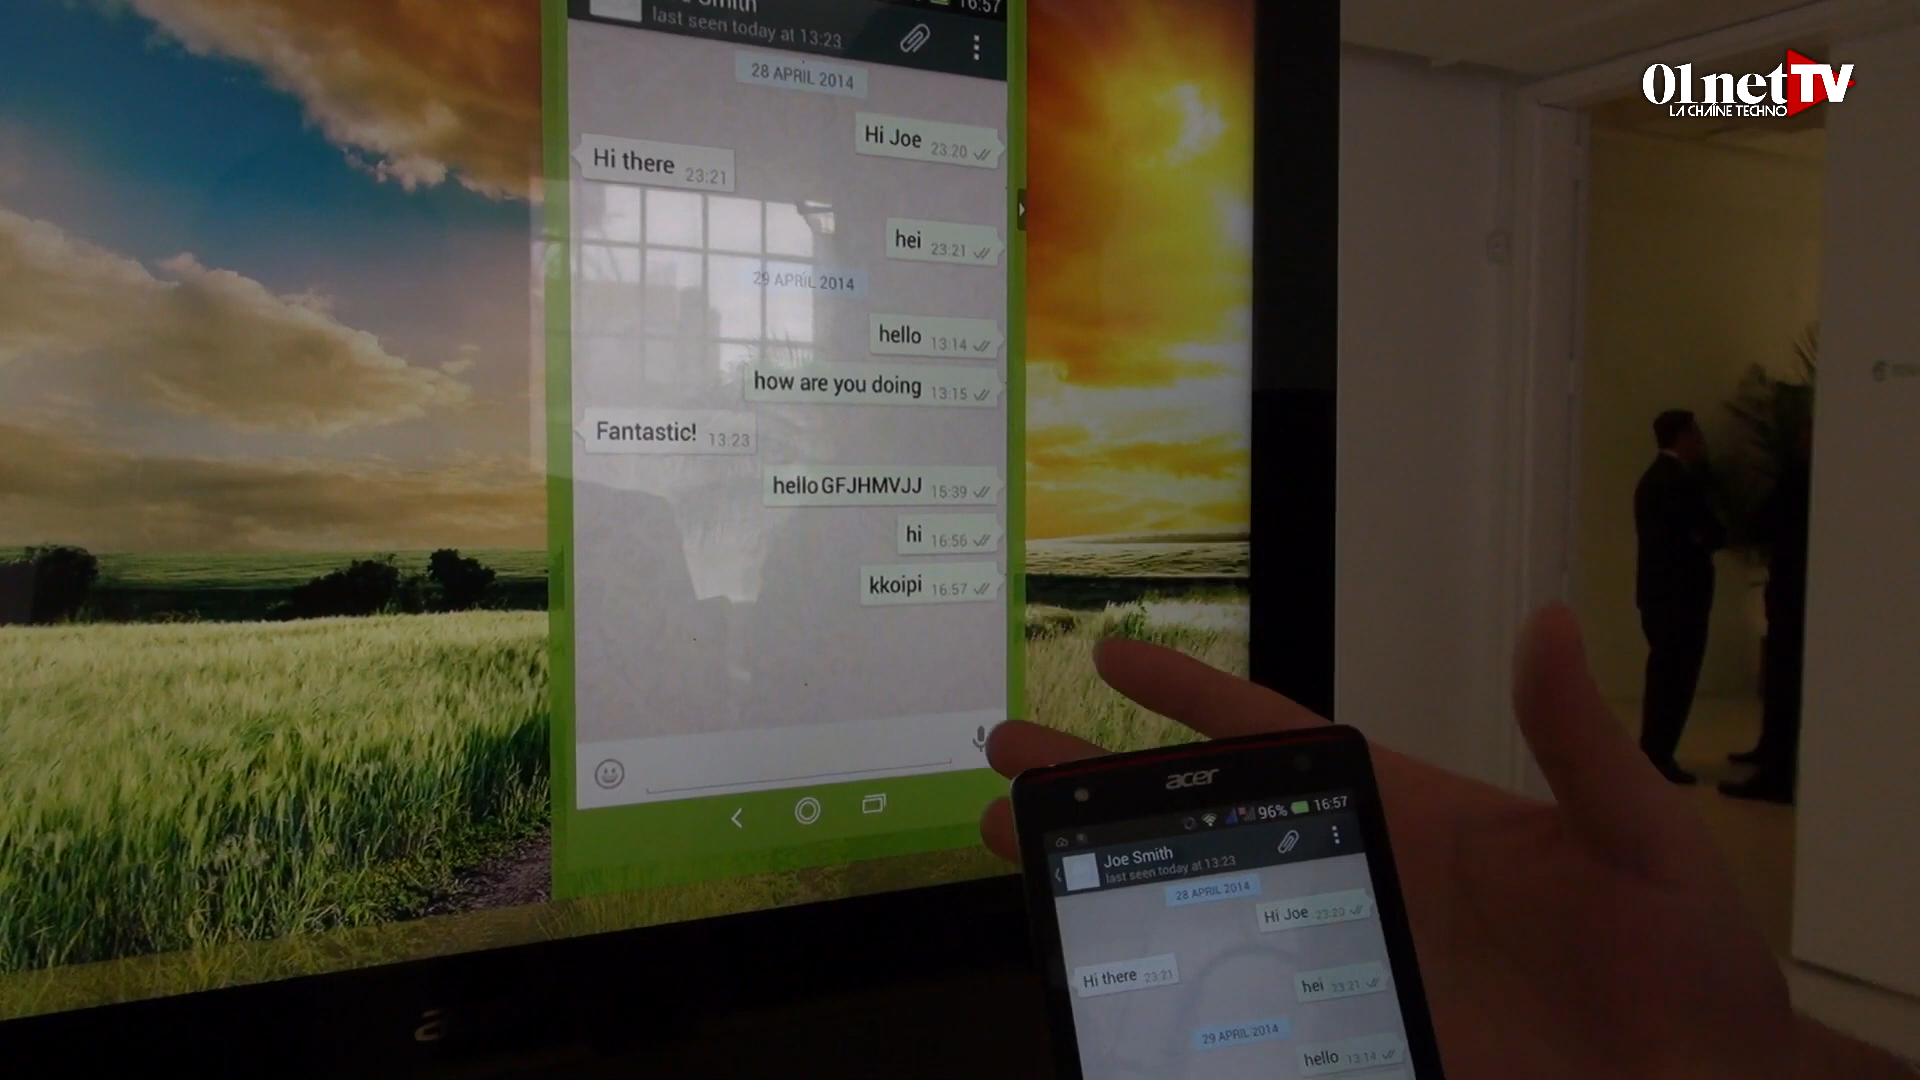 01netTV
LA CHAÎNE TECHNO
16:57
Smith
last seen today at 13:23
28 APRIL 2014
Hi Joe 23:20
Hi there 23:21
hei 23:21
29 APRIL 2014
hello 13:14
how are you doing 13:15
Fantastic! 13:23
hello GFJHMVJJ 15:39
hi 16:56
kkoipi 16:57
acer
96% 16:57
Joe Smith
last seen today at 13:23
28 APRIL 2014
Hi Joe 23:20
Hi there 23:21
hei 23:21
29 APRIL 2014
hello 13:14